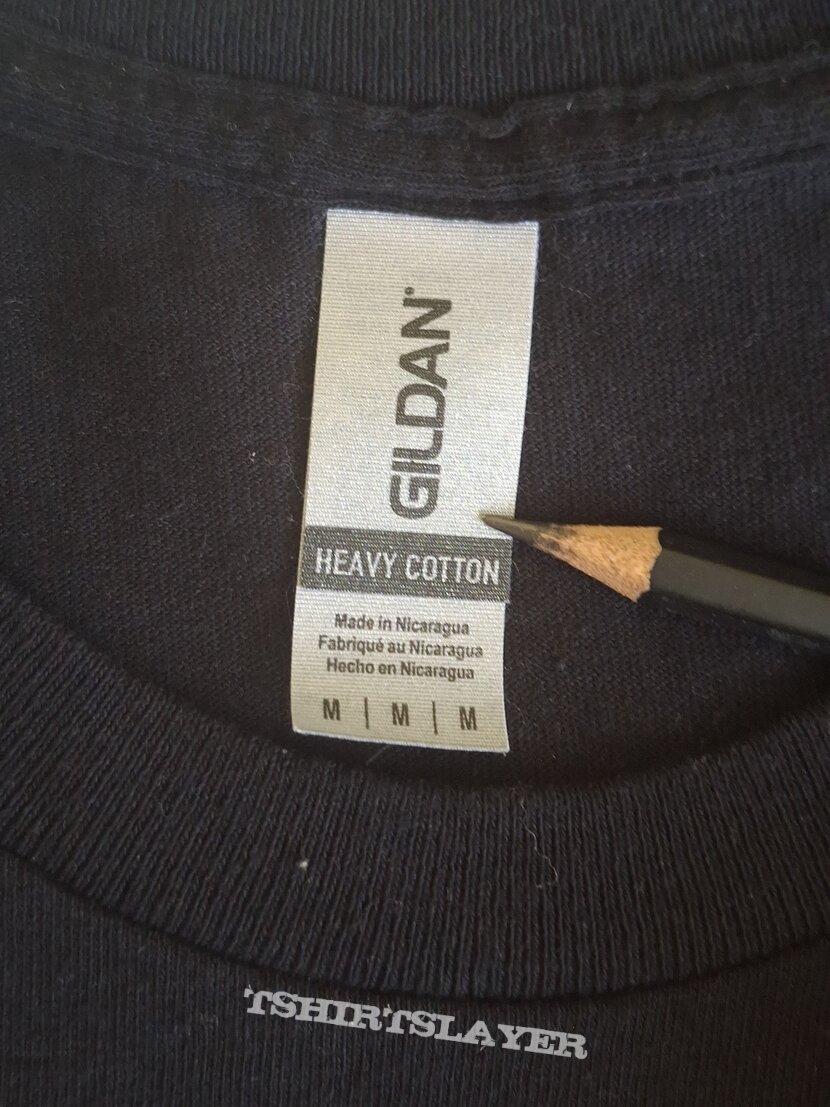 GILDAN
HEAVY COTTON
Made in Nicaragua
Fabriqué au Nicaragua
Hecho en Nicaragua
M | M | M
TSHIRTSLAYER